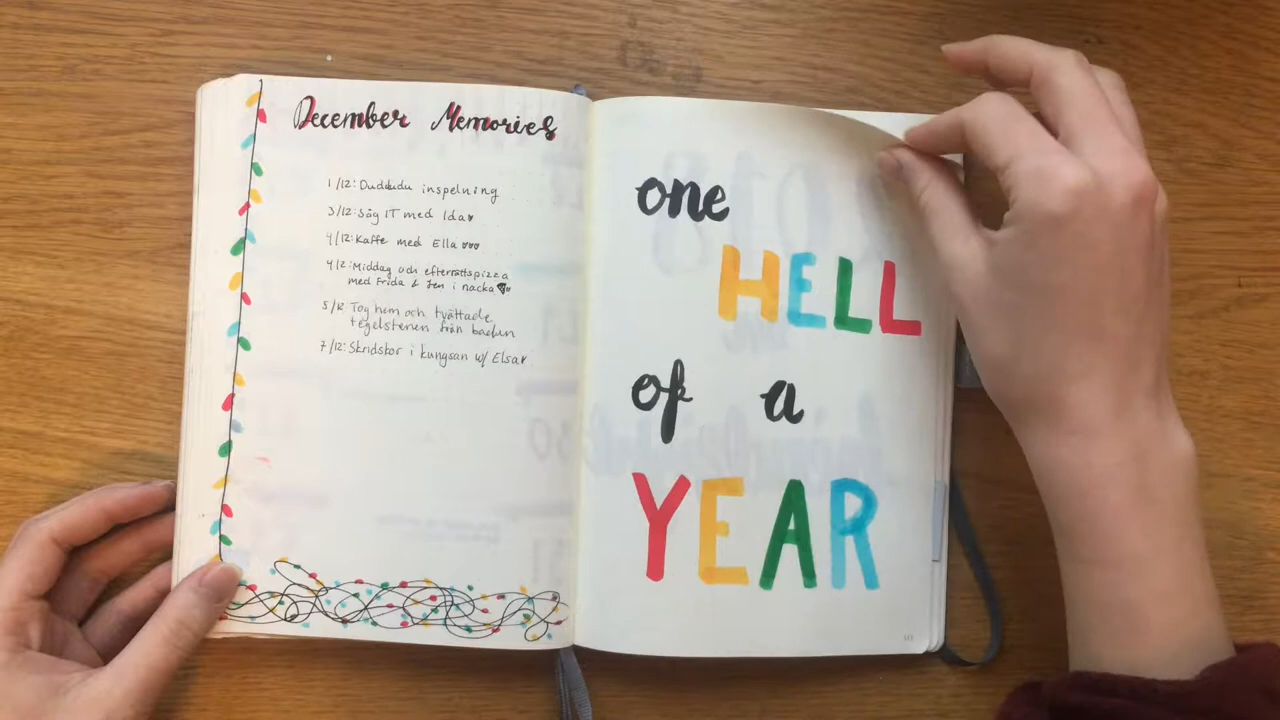 December Memories
1/12: Duddudu inspelning
3/12: Såg IT med Ida♥
4/12: Kaffe med Ella ♥♥♥
4/12: Middag och efterrättspizza
med Frida & Jen i nacka
5/12 Tog hem och tvättade
tegelstenen från backen
7/12: Skridskor i kungsan w/ Elsa♥
one
HELL
of a
YEAR